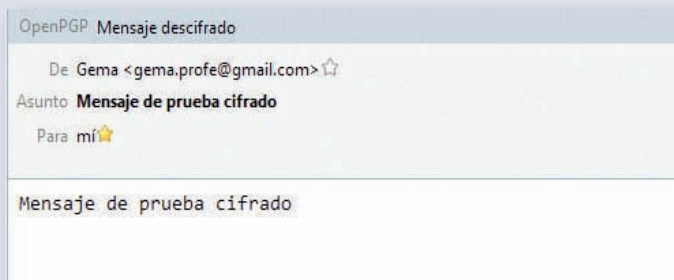 OpenPGP Mensaje descifrado
De Gema <gema.profe@gmail.com>
Asunto Mensaje de prueba cifrado
Para mí
Mensaje de prueba cifrado